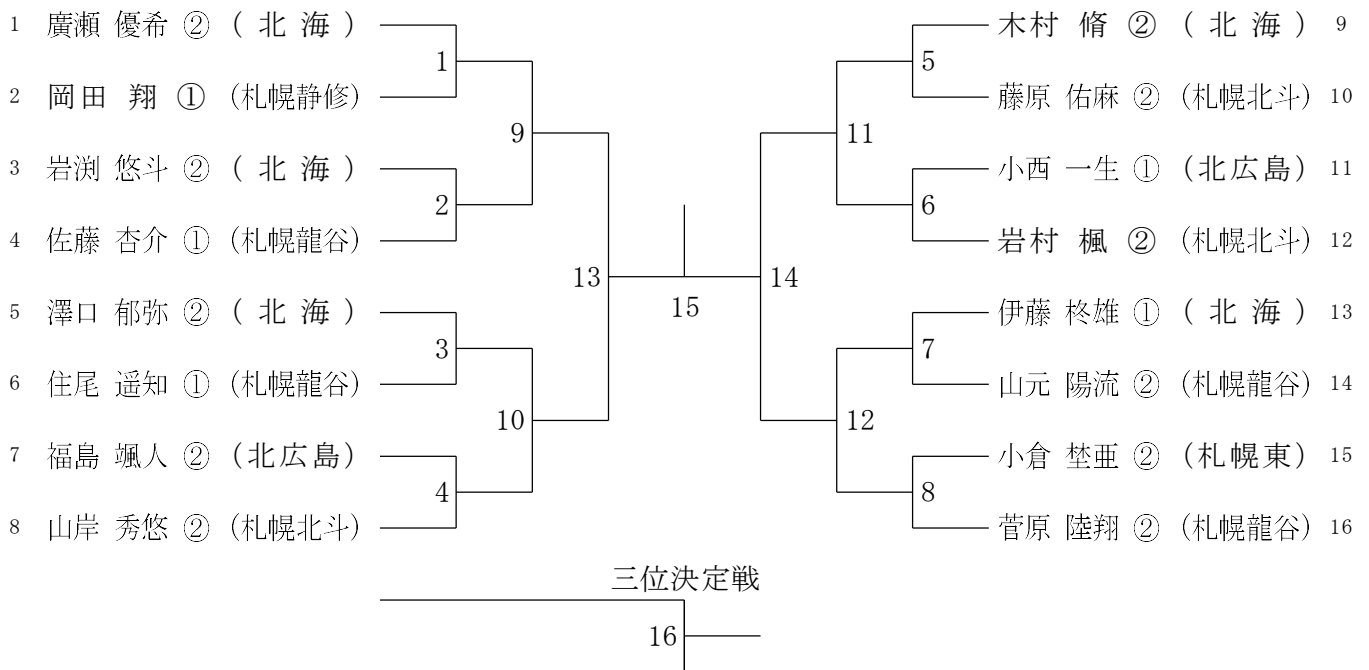 1 廣瀬 優希 ② (北海)
1
2 岡田 翔 ① (札幌静修)
9
3 岩渕 悠斗 ② (北海)
2
4 佐藤 杏介 ① (札幌龍谷)
13
5 澤口 郁弥 ② (北海)
3
6 住尾 遥知 ① (札幌龍谷)
10
7 福島 颯人 ② (北広島)
4
8 山岸 秀悠 ② (札幌北斗)
15
木村 脩 ② (北海) 9
5
藤原 佑麻 ② (札幌北斗) 10
11
小西 一生 ① (北広島) 11
6
岩村 楓 ② (札幌北斗) 12
14
伊藤 柊雄 ① (北海) 13
7
山元 陽流 ② (札幌龍谷) 14
12
小倉 埜亜 ② (札幌東) 15
8
菅原 陸翔 ② (札幌龍谷) 16
三位決定戦
16